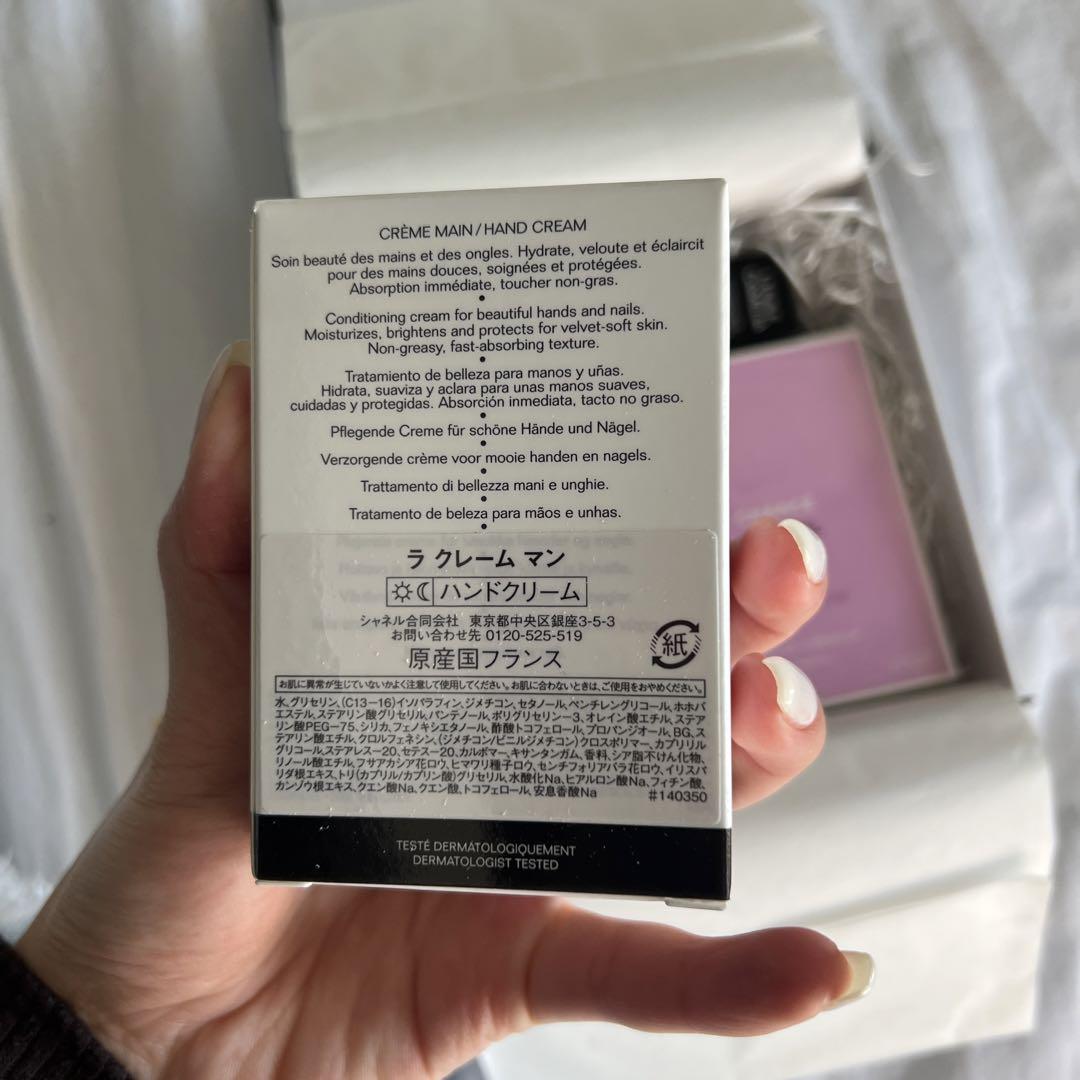 CRÈME MAIN / HAND CREAM
Soin beauté des mains et des ongles. Hydrate, veloute et éclaircit
pour des mains douces, soignées et protégées.
Absorption immédiate, toucher non-gras.
•
Conditioning cream for beautiful hands and nails.
Moisturizes, brightens and protects for velvet-soft skin.
Non-greasy, fast-absorbing texture.
•
Tratamiento de belleza para manos y uñas.
Hidrata, suaviza y aclara para unas manos suaves,
cuidadas y protegidas. Absorción inmediata, tacto no graso.
•
Pflegende Creme für schöne Hände und Nägel.
•
Verzorgende crème voor mooie handen en nagels.
•
Trattamento di bellezza mani e unghie.
•
Tratamento de beleza para mãos e unhas.
•
ラ クレーム マン
ハンドクリーム
シャネル合同会社 東京都中央区銀座3-5-3
お問い合わせ先 0120-525-519
紙
原産国フランス
お肌に異常が生じていないかよく注意して使用してください。お肌に合わないときは、ご使用をおやめください。
水、グリセリン、(C13-16)イソパラフィン、ジメチコン、セタノール、ペンチレングリコール、ホホバ
エステル、ステアリン酸グリセリル、パンテノール、ポリグリセリン-3、オレイン酸エチル、ステア
リン酸PEG-75、シリカ、フェノキシエタノール、酢酸トコフェロール、プロパンジオール、BG、ス
テアリン酸エチル、クロルフェネシン、(ジメチコン/ビニルジメチコン)クロスポリマー、カプリリル
グリコール、ステアレス-20、セテス-20、カルボマー、キサンタンガム、香料、シア脂不けん化物、
リノール酸エチル、フサアカシア花ロウ、ヒマワリ種子ロウ、センチフォリアバラ花ロウ、イリスパ
リダ根エキス、トリ(カプリル/カプリン酸)グリセリル、水酸化Na、ヒアルロン酸Na、フィチン酸、
カンゾウ根エキス、クエン酸Na、クエン酸、トコフェロール、安息香酸Na
#140350
TESTÉ DERMATOLOGIQUEMENT
DERMATOLOGIST TESTED